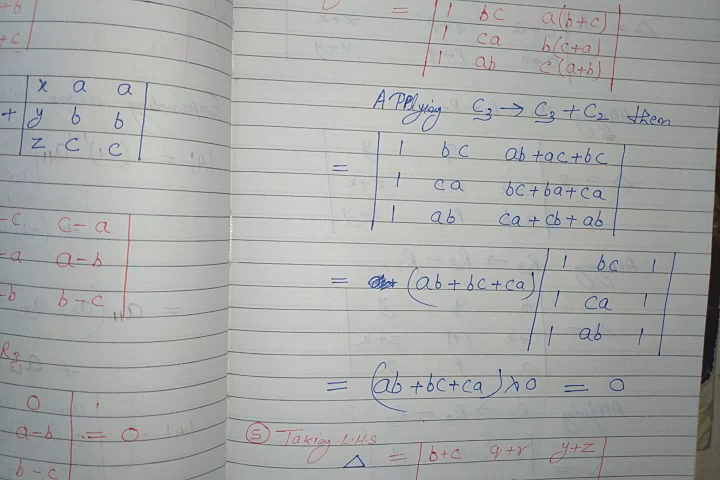 +b
+c
x a a
+ y b b
z c c
-c c-a
-a a-b
-b b-c
R3
0 1
a-b = 0
b-c
= | 1 bc a(b+c) |
| 1 ca b(c+a) |
| 1 ab c(a+b) |
Applying C3 → C3 + C2 then
= | 1 bc ab+ac+bc |
| 1 ca bc+ba+ca |
| 1 ab ca+cb+ab |
= (ab+bc+ca) | 1 bc 1 |
| 1 ca 1 |
| 1 ab 1 |
= (ab+bc+ca)×0 = 0
(5) Taking L.H.S
Δ = | b+c q+r y+z |